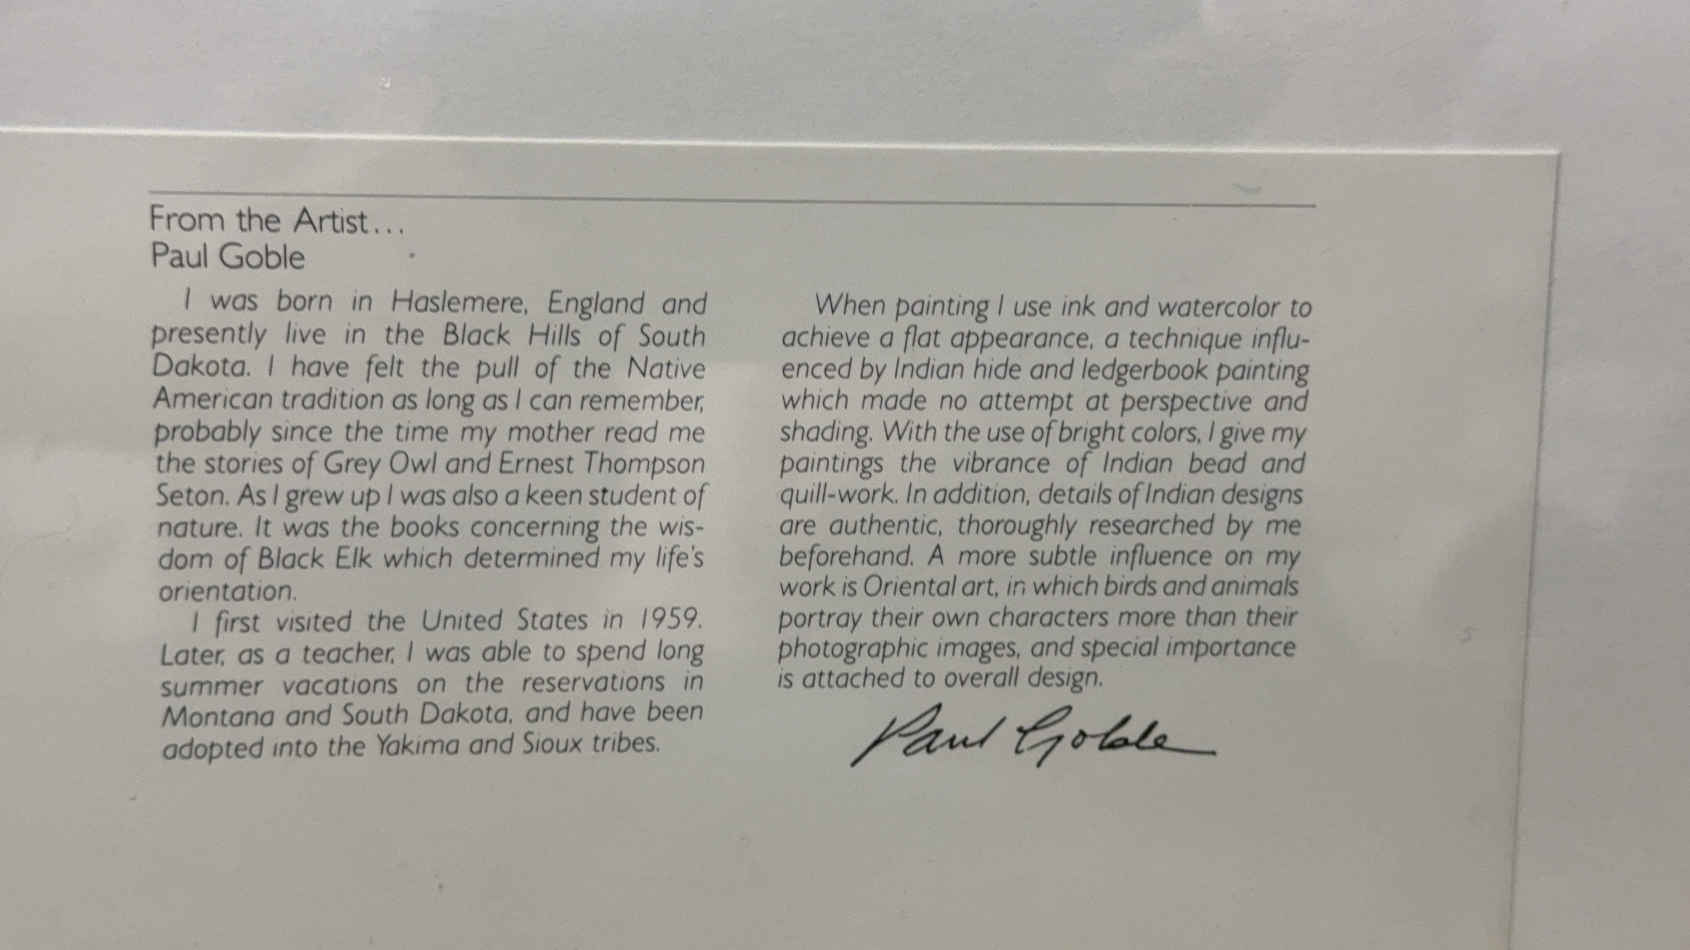 From the Artist...
Paul Goble
I was born in Haslemere, England and
presently live in the Black Hills of South
Dakota. I have felt the pull of the Native
American tradition as long as I can remember,
probably since the time my mother read me
the stories of Grey Owl and Ernest Thompson
Seton. As I grew up I was also a keen student of
nature. It was the books concerning the wis-
dom of Black Elk which determined my life's
orientation.
I first visited the United States in 1959.
Later, as a teacher, I was able to spend long
summer vacations on the reservations in
Montana and South Dakota, and have been
adopted into the Yakima and Sioux tribes.
When painting I use ink and watercolor to
achieve a flat appearance, a technique influ-
enced by Indian hide and ledgerbook painting
which made no attempt at perspective and
shading. With the use of bright colors, I give my
paintings the vibrance of Indian bead and
quill-work. In addition, details of Indian designs
are authentic, thoroughly researched by me
beforehand. A more subtle influence on my
work is Oriental art, in which birds and animals
portray their own characters more than their
photographic images, and special importance
is attached to overall design.
Paul Goble